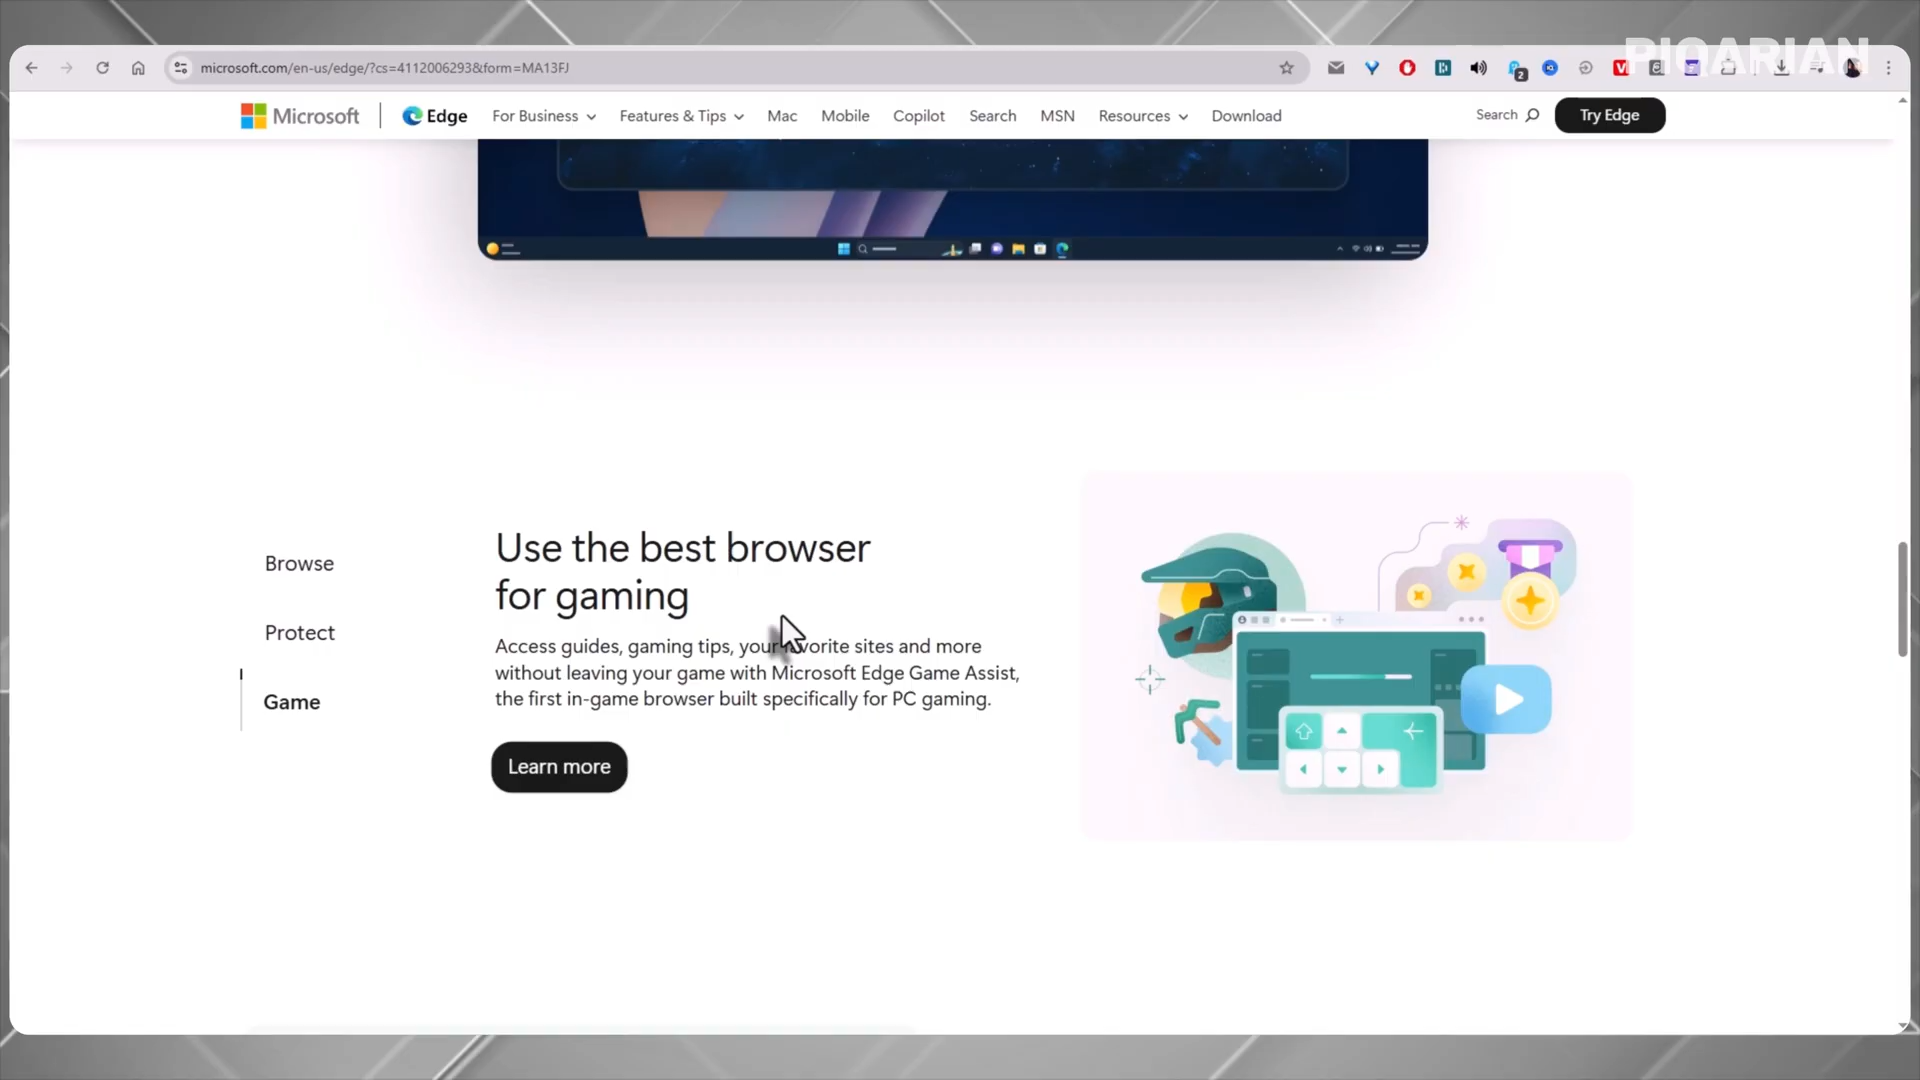 PIQARIAN
microsoft.com/en-us/edge/?cs=4112006293&form=MA13FJ
2
Microsoft
Edge
For Business
Features & Tips
Mac
Mobile
Copilot
Search
MSN
Resources
Download
Search
Try Edge
Browse
Protect
Game
Use the best browser
for gaming
Access guides, gaming tips, your favorite sites and more
without leaving your game with Microsoft Edge Game Assist,
the first in-game browser built specifically for PC gaming.
Learn more